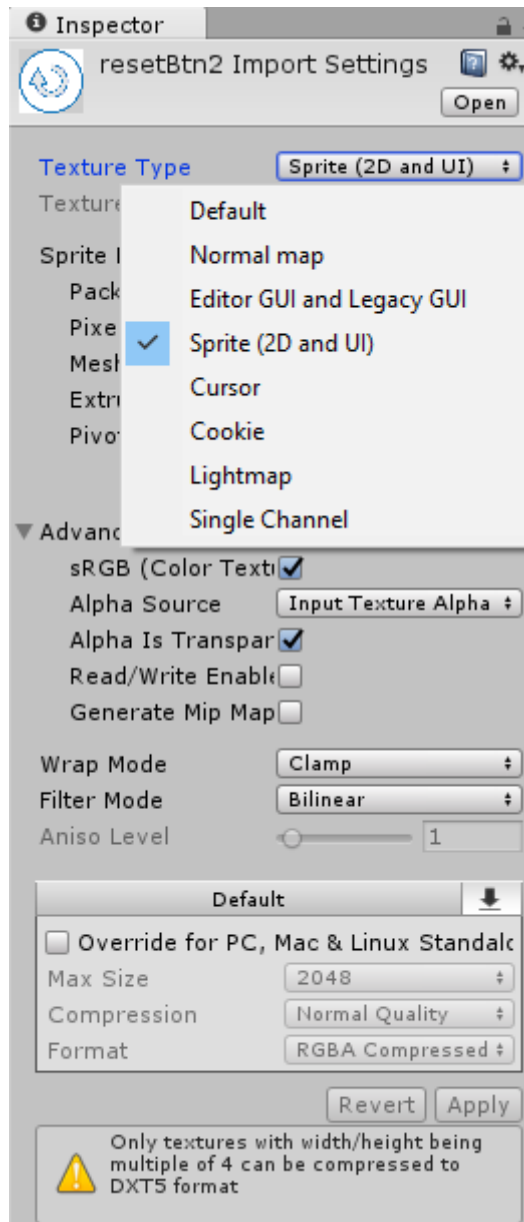 Inspector
resetBtn2 Import Settings
Open
Texture Type Sprite (2D and UI)
Texture
Default
Normal map
Editor GUI and Legacy GUI
Sprite (2D and UI)
Cursor
Cookie
Lightmap
Single Channel
Sprite
Pack
Pixe
Mesh
Extru
Pivo
Advanc
sRGB (Color Textu
Alpha Source Input Texture Alpha
Alpha Is Transpar
Read/Write Enable
Generate Mip Map
Wrap Mode Clamp
Filter Mode Bilinear
Aniso Level 1
Default
Override for PC, Mac & Linux Standalo
Max Size 2048
Compression Normal Quality
Format RGBA Compressed
Revert Apply
Only textures with width/height being
multiple of 4 can be compressed to
DXT5 format